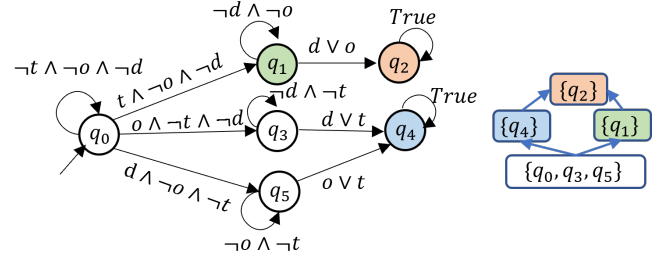 ¬d ∧ ¬o
True
¬t ∧ ¬o ∧ ¬d
t ∧ ¬o ∧ ¬d
q₁
d ∨ o
q₂
¬d ∧ ¬t
True
{q₂}
q₀
o ∧ ¬t ∧ ¬d
q₃
d ∨ t
q₄
{q₄}
{q₁}
d ∧ ¬o ∧ ¬t
q₅
o ∨ t
{q₀, q₃, q₅}
¬o ∧ ¬t